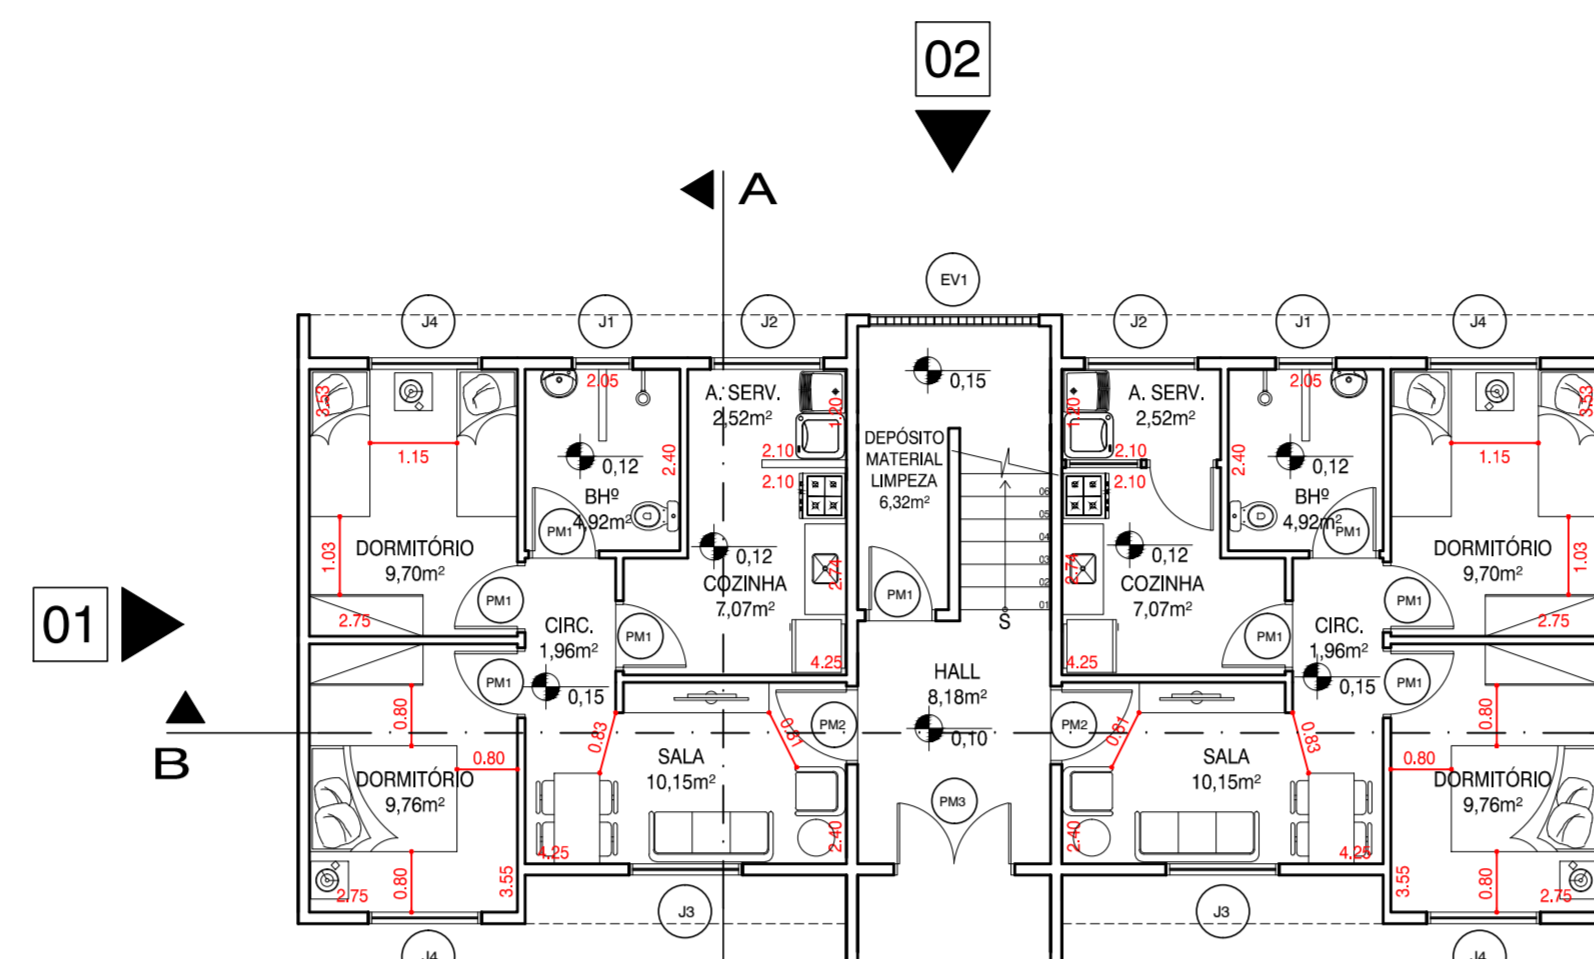 02
A
EV1
J4
J1
J2
J2
J1
J4
3.53
1.15
2.05
2.40
0,12
BHº
4,92m²
PM1
A. SERV.
2,52m²
1.20
2.10
2.10
0,15
DEPÓSITO
MATERIAL
LIMPEZA
6,32m²
PM1
06
05
04
03
02
01
S
1.20
A. SERV.
2,52m²
2.10
2.10
2.05
2.40
0,12
BHº
4,92m²
PM1
1.15
3.53
DORMITÓRIO
9,70m²
1.03
2.75
PM1
0,12
COZINHA
7,07m²
2.74
4.25
0,12
COZINHA
7,07m²
2.74
4.25
DORMITÓRIO
9,70m²
1.03
2.75
PM1
01
CIRC.
1,96m²
0,15
PM1
PM1
HALL
8,18m²
0,10
PM1
CIRC.
1,96m²
0,15
PM1
B
0.80
0.80
DORMITÓRIO
9,76m²
0.80
2.75
3.55
0.83
SALA
10,15m²
0.81
PM2
4.25
2.40
PM3
PM2
0.81
SALA
10,15m²
0.83
2.40
4.25
0.80
0.80
DORMITÓRIO
9,76m²
3.55
0.80
2.75
J3
J3
J4
J4